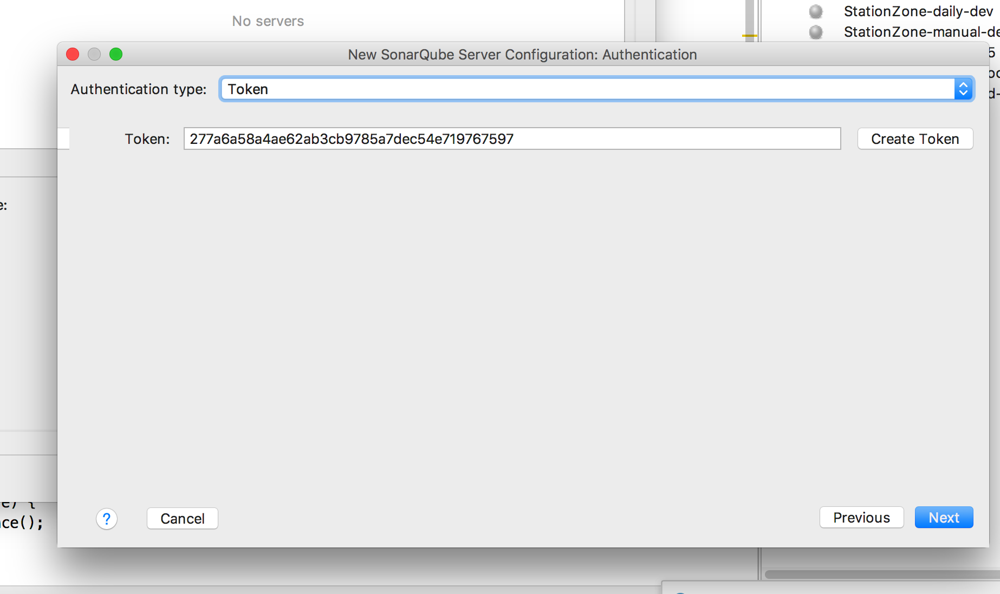 No servers
StationZone-daily-dev
StationZone-manual-de
New SonarQube Server Configuration: Authentication
5
Authentication type: Token
d-
Token: 277a6a58a4ae62ab3cb9785a7dec54e719767597 Create Token
e:
e) {
ce();
? Cancel Previous Next